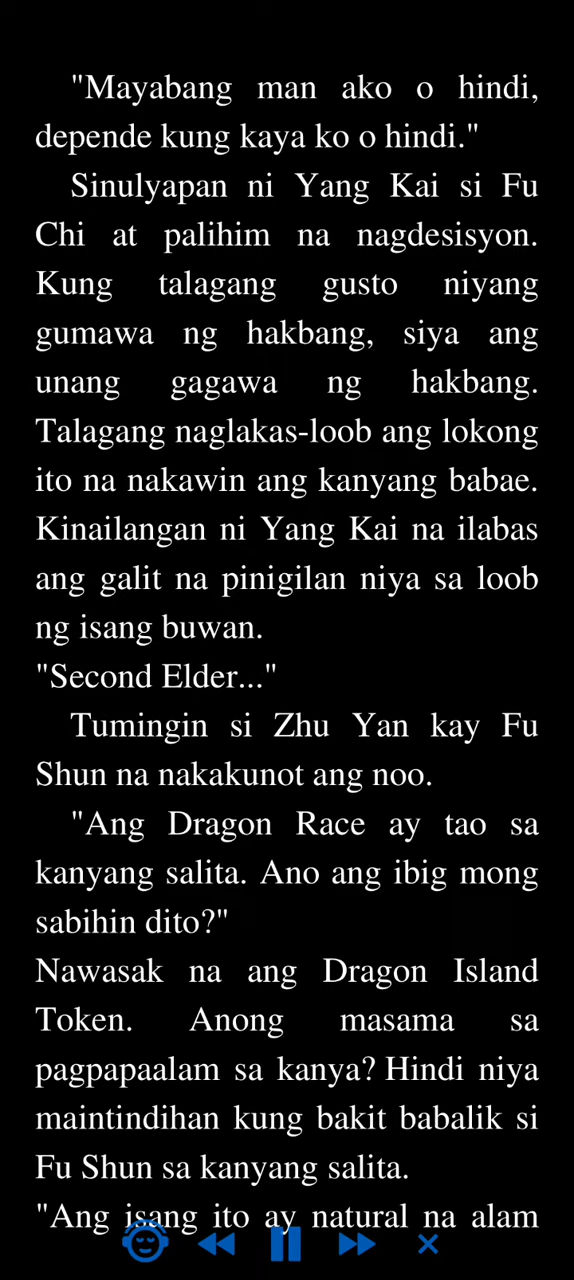 "Mayabang man ako o hindi,
depende kung kaya ko o hindi."
Sinulyapan ni Yang Kai si Fu
Chi at palihim na nagdesisyon.
Kung talagang gusto niyang
gumawa ng hakbang, siya ang
unang gagawa ng hakbang.
Talagang naglakas-loob ang lokong
ito na nakawin ang kanyang babae.
Kinailangan ni Yang Kai na ilabas
ang galit na pinigilan niya sa loob
ng isang buwan.
"Second Elder..."
Tumingin si Zhu Yan kay Fu
Shun na nakakunot ang noo.
"Ang Dragon Race ay tao sa
kanyang salita. Ano ang ibig mong
sabihin dito?"
Nawasak na ang Dragon Island
Token. Anong masama sa
pagpapaalam sa kanya? Hindi niya
maintindihan kung bakit babalik si
Fu Shun sa kanyang salita.
"Ang isang ito ay natural na alam